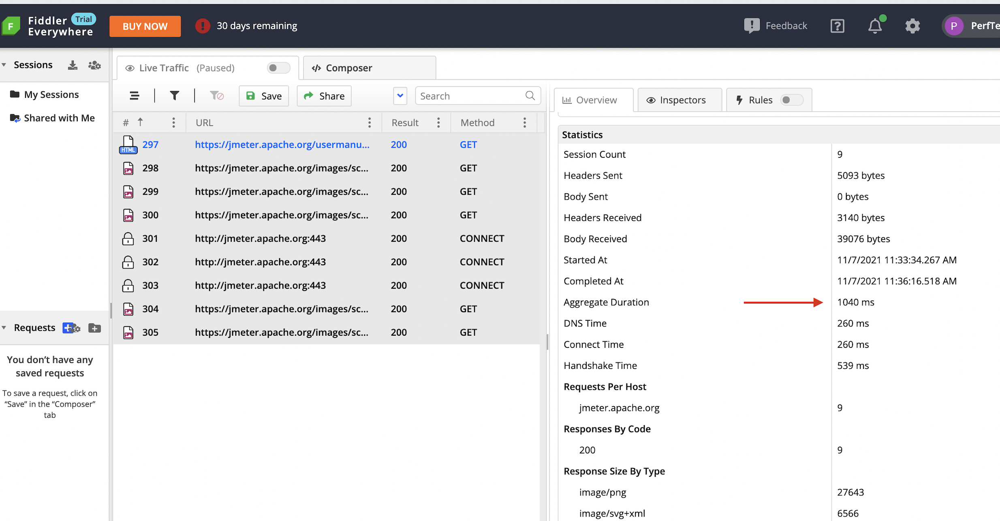 Fiddler Trial
Everywhere
BUY NOW
! 30 days remaining
! Feedback
?
P
PerfTe
F
Sessions
My Sessions
Shared with Me
Requests
You don’t have any
saved requests
To save a request, click on
“Save” in the “Composer”
tab
Live Traffic (Paused)
</> Composer
Save
Share
Search
# URL Result Method
HTML 297 https://jmeter.apache.org/usermanu... 200 GET
298 https://jmeter.apache.org/images/sc... 200 GET
299 https://jmeter.apache.org/images/sc... 200 GET
300 https://jmeter.apache.org/images/sc... 200 GET
301 http://jmeter.apache.org:443 200 CONNECT
302 http://jmeter.apache.org:443 200 CONNECT
303 http://jmeter.apache.org:443 200 CONNECT
304 https://jmeter.apache.org/images/sc... 200 GET
305 https://jmeter.apache.org/images/sc... 200 GET
Overview
Inspectors
Rules
Statistics
Session Count 9
Headers Sent 5093 bytes
Body Sent 0 bytes
Headers Received 3140 bytes
Body Received 39076 bytes
Started At 11/7/2021 11:33:34.267 AM
Completed At 11/7/2021 11:36:16.518 AM
Aggregate Duration 1040 ms
DNS Time 260 ms
Connect Time 260 ms
Handshake Time 539 ms
Requests Per Host
jmeter.apache.org 9
Responses By Code
200 9
Response Size By Type
image/png 27643
image/svg+xml 6566